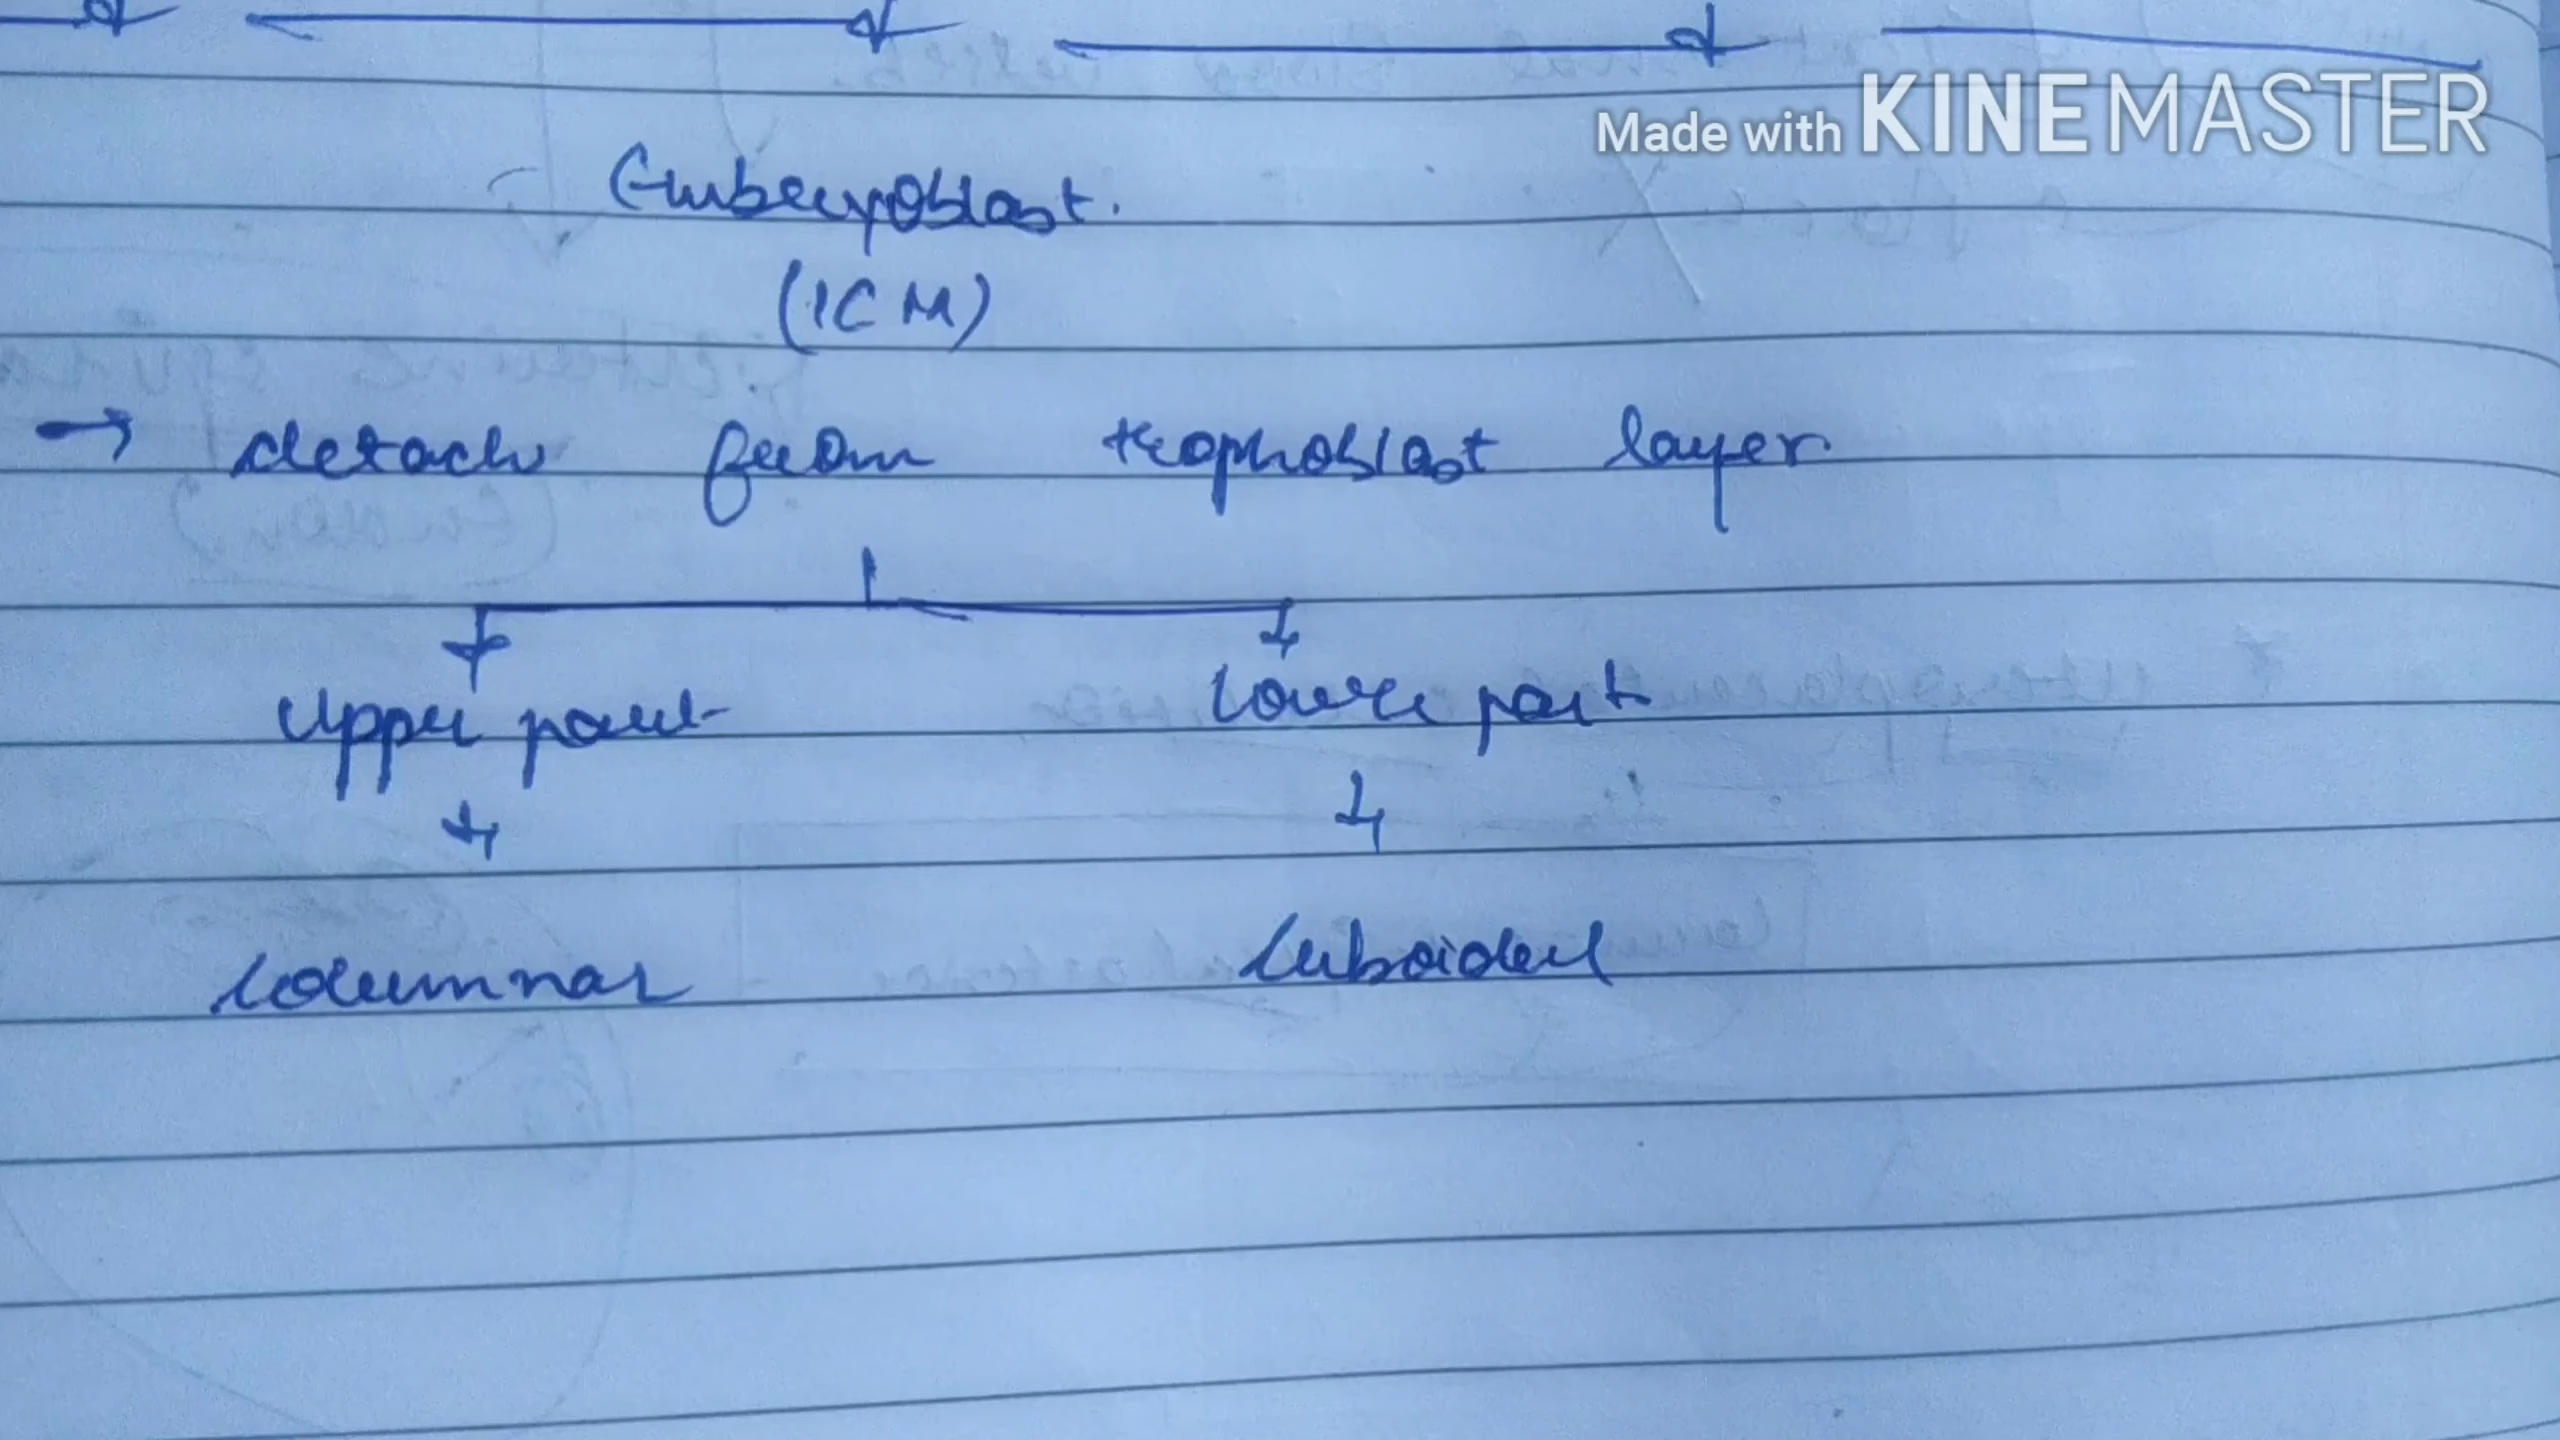 Made with KINEMASTER
Embryoblast.
(ICM)
→ detach from trophoblast layer
Upper part lower part
Columnar Cuboidal